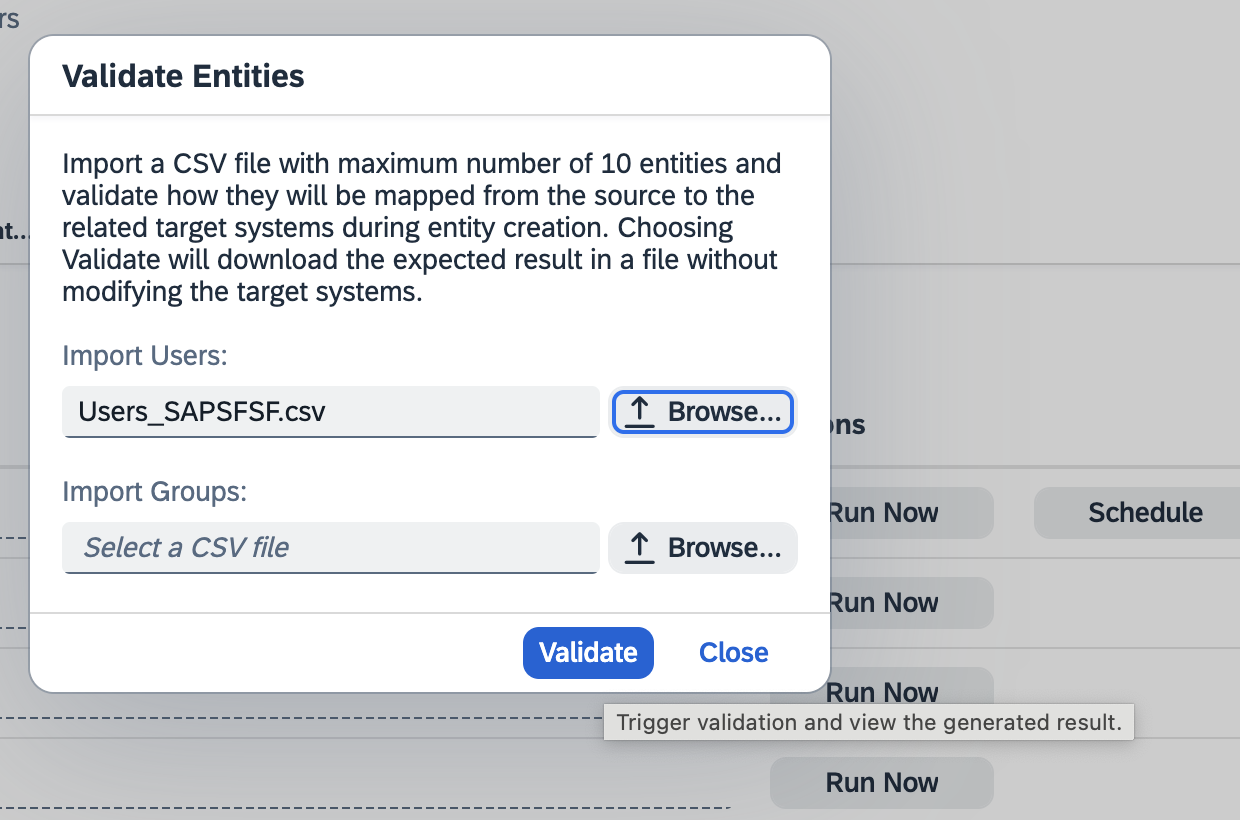 rs
Validate Entities
Import a CSV file with maximum number of 10 entities and
validate how they will be mapped from the source to the
related target systems during entity creation. Choosing
Validate will download the expected result in a file without
modifying the target systems.
nt...
Import Users:
Users_SAPSFSF.csv
Browse...
ons
Import Groups:
Select a CSV file
Browse...
Run Now
Schedule
Run Now
Validate
Close
Run Now
Trigger validation and view the generated result.
Run Now